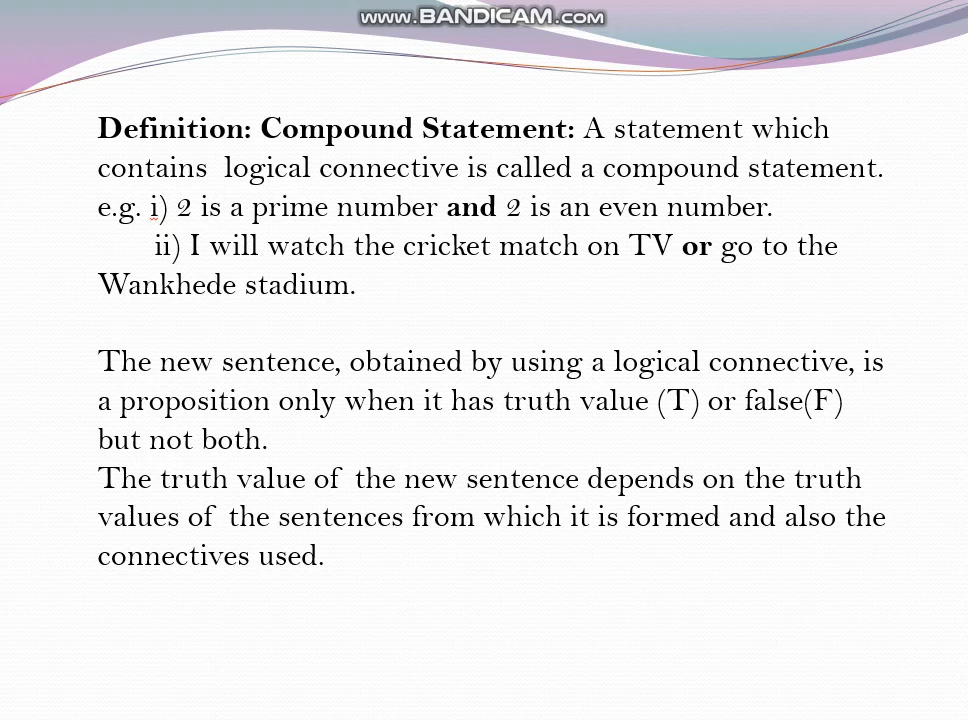 www.BANDICAM.com
Definition: Compound Statement: A statement which
contains logical connective is called a compound statement.
e.g. i) 2 is a prime number and 2 is an even number.
ii) I will watch the cricket match on TV or go to the
Wankhede stadium.
The new sentence, obtained by using a logical connective, is
a proposition only when it has truth value (T) or false(F)
but not both.
The truth value of the new sentence depends on the truth
values of the sentences from which it is formed and also the
connectives used.